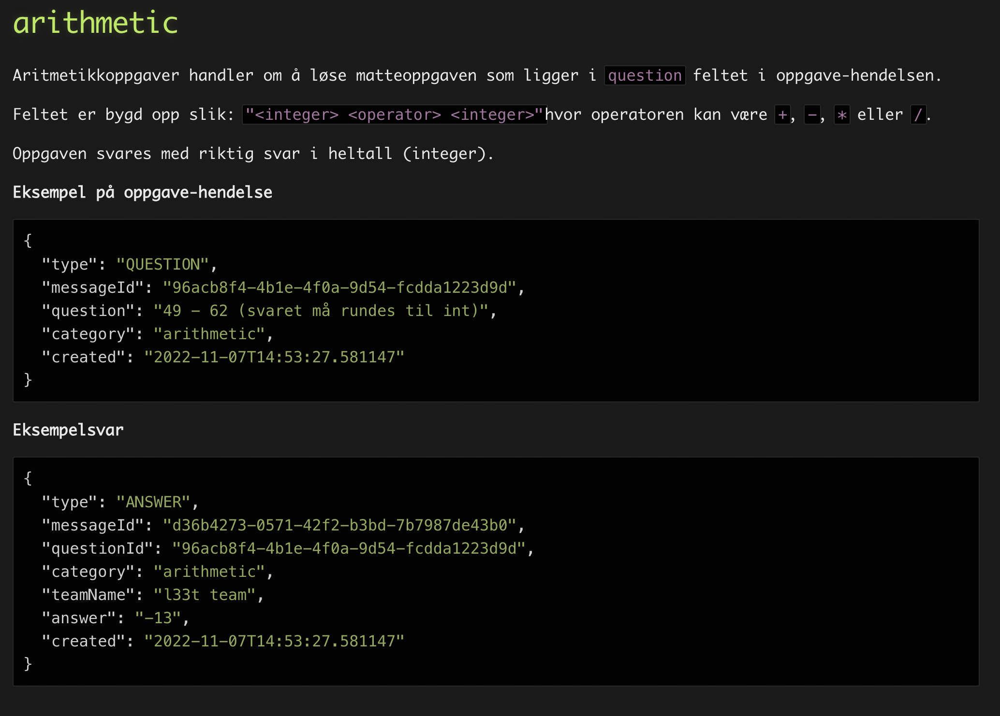 arithmetic
Aritmetikkoppgaver handler om å løse matteoppgaven som ligger i question feltet i oppgave-hendelsen.
Feltet er bygd opp slik: "<integer> <operator> <integer>"hvor operatoren kan være +, -, * eller /.
Oppgaven svares med riktig svar i heltall (integer).
Eksempel på oppgave-hendelse
{
  "type": "QUESTION",
  "messageId": "96acb8f4-4b1e-4f0a-9d54-fcdda1223d9d",
  "question": "49 - 62 (svaret må rundes til int)",
  "category": "arithmetic",
  "created": "2022-11-07T14:53:27.581147"
}
Eksempelsvar
{
  "type": "ANSWER",
  "messageId": "d36b4273-0571-42f2-b3bd-7b7987de43b0",
  "questionId": "96acb8f4-4b1e-4f0a-9d54-fcdda1223d9d",
  "category": "arithmetic",
  "teamName": "l33t team",
  "answer": "-13",
  "created": "2022-11-07T14:53:27.581147"
}